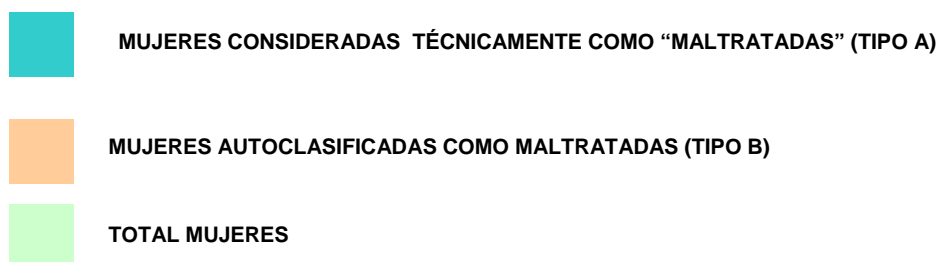 MUJERES CONSIDERADAS TÉCNICAMENTE COMO “MALTRATADAS” (TIPO A)
MUJERES AUTOCLASIFICADAS COMO MALTRATADAS (TIPO B)
TOTAL MUJERES